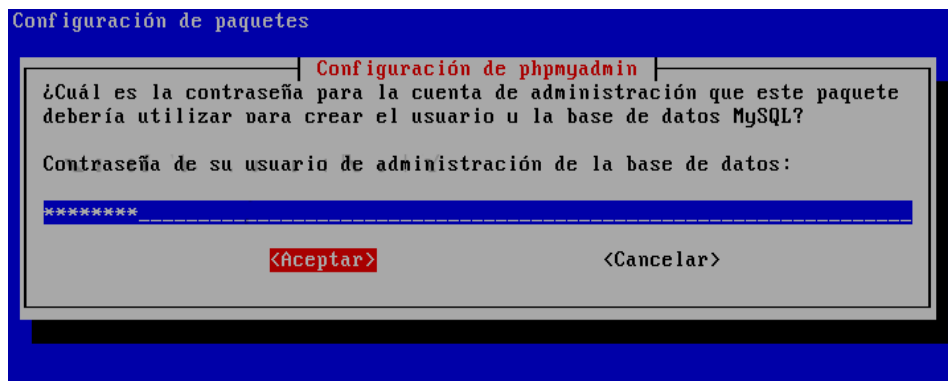 Configuración de paquetes
Configuración de phpmyadmin
¿Cuál es la contraseña para la cuenta de administración que este paquete
debería utilizar para crear el usuario y la base de datos MySQL?
Contraseña de su usuario de administración de la base de datos:
********
<Aceptar> <Cancelar>